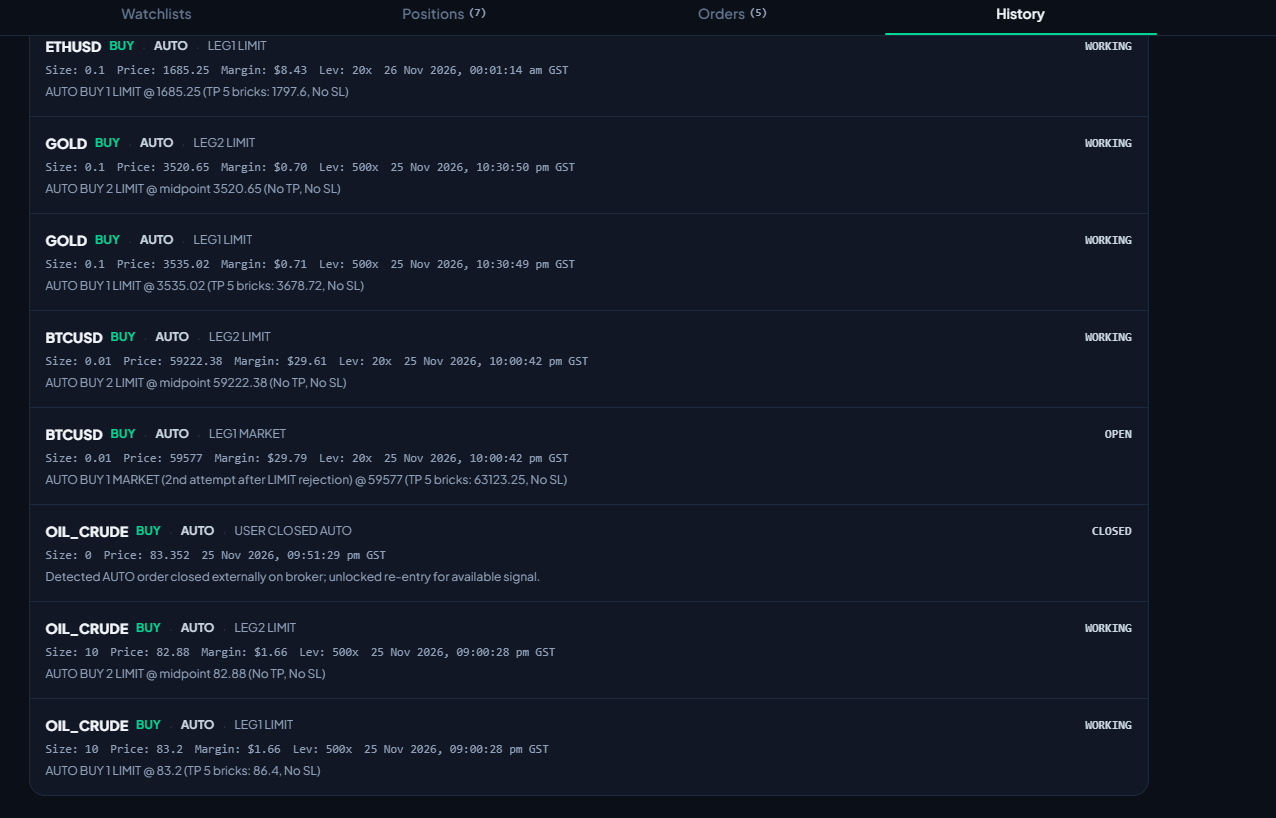 Watchlists Positions (7) Orders (5) History
ETHUSD BUY · AUTO · LEG1 LIMIT WORKING
Size: 0.1 Price: 1685.25 Margin: $8.43 Lev: 20x 26 Nov 2026, 00:01:14 am GST
AUTO BUY 1 LIMIT @ 1685.25 (TP 5 bricks: 1797.6, No SL)
GOLD BUY · AUTO · LEG2 LIMIT WORKING
Size: 0.1 Price: 3520.65 Margin: $0.70 Lev: 500x 25 Nov 2026, 10:30:50 pm GST
AUTO BUY 2 LIMIT @ midpoint 3520.65 (No TP, No SL)
GOLD BUY · AUTO · LEG1 LIMIT WORKING
Size: 0.1 Price: 3535.02 Margin: $0.71 Lev: 500x 25 Nov 2026, 10:30:49 pm GST
AUTO BUY 1 LIMIT @ 3535.02 (TP 5 bricks: 3678.72, No SL)
BTCUSD BUY · AUTO · LEG2 LIMIT WORKING
Size: 0.01 Price: 59222.38 Margin: $29.61 Lev: 20x 25 Nov 2026, 10:00:42 pm GST
AUTO BUY 2 LIMIT @ midpoint 59222.38 (No TP, No SL)
BTCUSD BUY · AUTO · LEG1 MARKET OPEN
Size: 0.01 Price: 59577 Margin: $29.79 Lev: 20x 25 Nov 2026, 10:00:42 pm GST
AUTO BUY 1 MARKET (2nd attempt after LIMIT rejection) @ 59577 (TP 5 bricks: 63123.25, No SL)
OIL_CRUDE BUY · AUTO · USER CLOSED AUTO CLOSED
Size: 0 Price: 83.352 25 Nov 2026, 09:51:29 pm GST
Detected AUTO order closed externally on broker; unlocked re-entry for available signal.
OIL_CRUDE BUY · AUTO · LEG2 LIMIT WORKING
Size: 10 Price: 82.88 Margin: $1.66 Lev: 500x 25 Nov 2026, 09:00:28 pm GST
AUTO BUY 2 LIMIT @ midpoint 82.88 (No TP, No SL)
OIL_CRUDE BUY · AUTO · LEG1 LIMIT WORKING
Size: 10 Price: 83.2 Margin: $1.66 Lev: 500x 25 Nov 2026, 09:00:28 pm GST
AUTO BUY 1 LIMIT @ 83.2 (TP 5 bricks: 86.4, No SL)